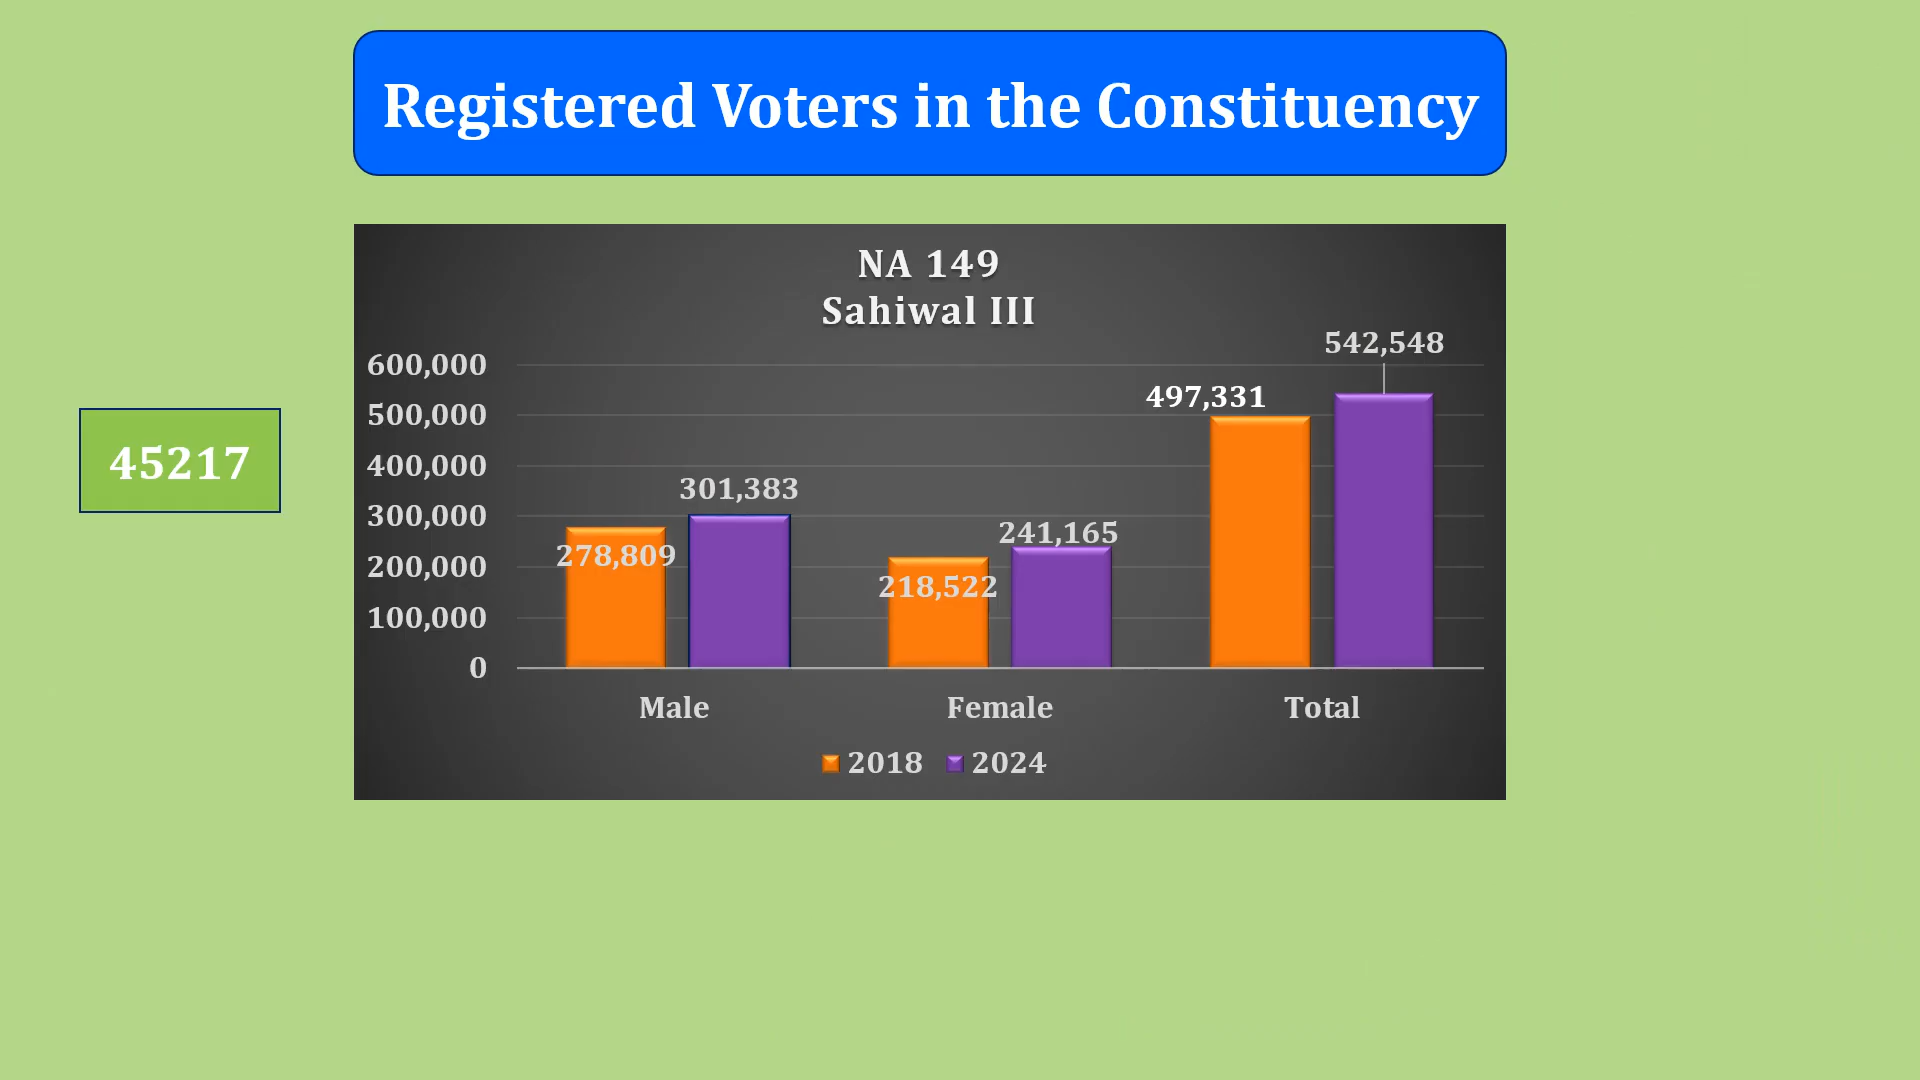 Registered Voters in the Constituency
NA 149
Sahiwal III
45217
600,000
500,000
400,000
300,000
200,000
100,000
0
278,809
301,383
218,522
241,165
497,331
542,548
Male
Female
Total
2018
2024